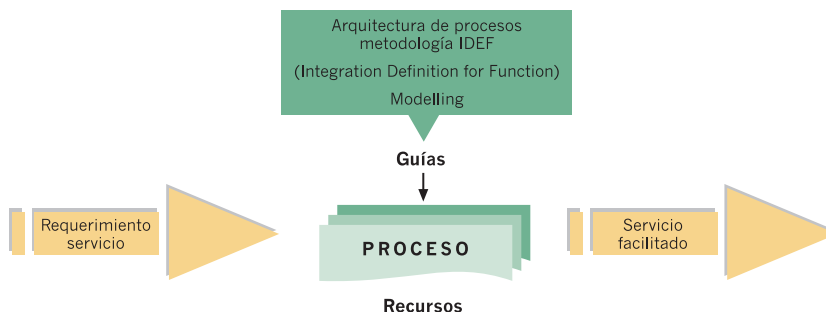 Arquitectura de procesos
metodología IDEF
(Integration Definition for Function)
Modelling
Guías
Requerimiento
servicio
PROCESO
Servicio
facilitado
Recursos